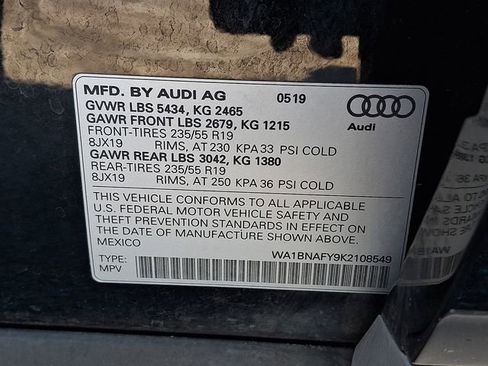 MFD. BY AUDI AG 0519
GVWR LBS 5434, KG 2465
GAWR FRONT LBS 2679, KG 1215
FRONT-TIRES 235/55 R19
8JX19 RIMS, AT 230 KPA 33 PSI COLD
GAWR REAR LBS 3042, KG 1380
REAR-TIRES 235/55 R19
8JX19 RIMS, AT 250 KPA 36 PSI COLD
Audi
THIS VEHICLE CONFORMS TO ALL APPLICABLE
U.S. FEDERAL MOTOR VEHICLE SAFETY AND
THEFT PREVENTION STANDARDS IN EFFECT ON
THE DATE OF MANUFACTURE SHOWN ABOVE.
MEXICO
WA1BNAFY9K2108549
TYPE:
MPV